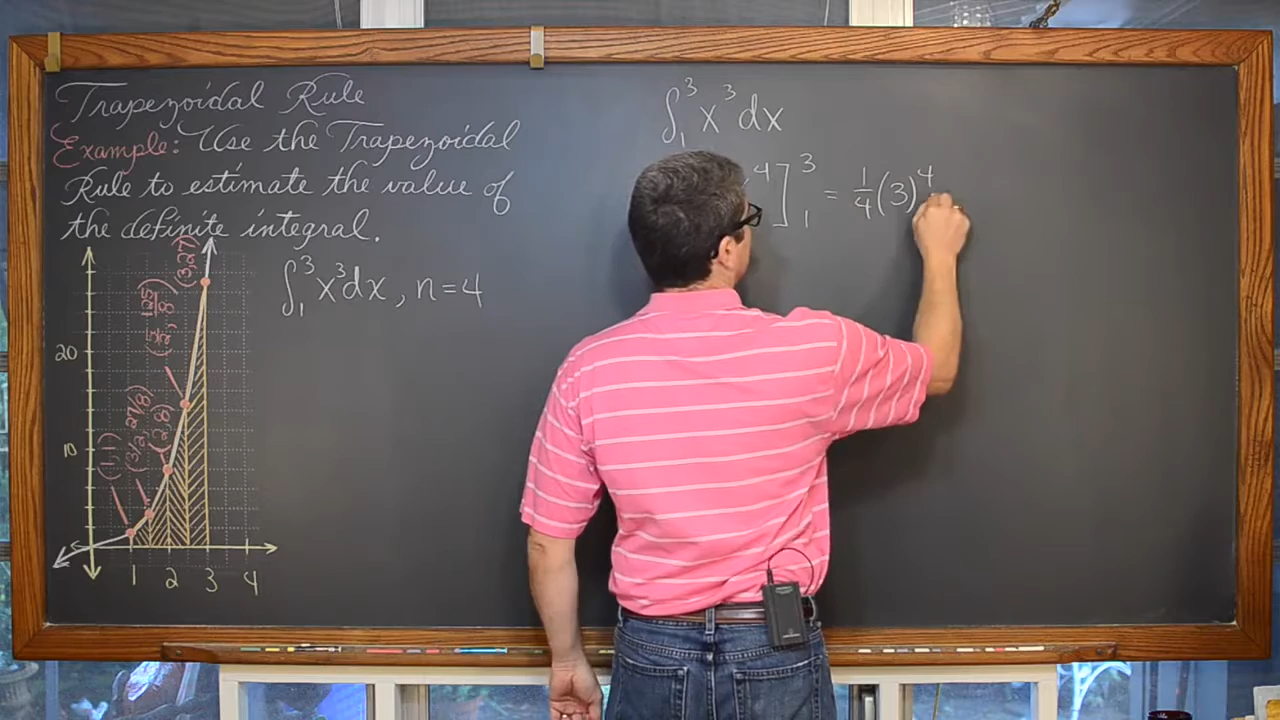 Trapezoidal Rule
Example: Use the Trapezoidal
Rule to estimate the value of
the definite integral.
∫₁³ x³dx, n=4
(1,1)
(3/2, 27/8)
(2,8)
(5/2, 125/8)
(3,27)
20
10
1 2 3 4
∫₁³ x³ dx
⁴]₁³ = 1/4(3)⁴